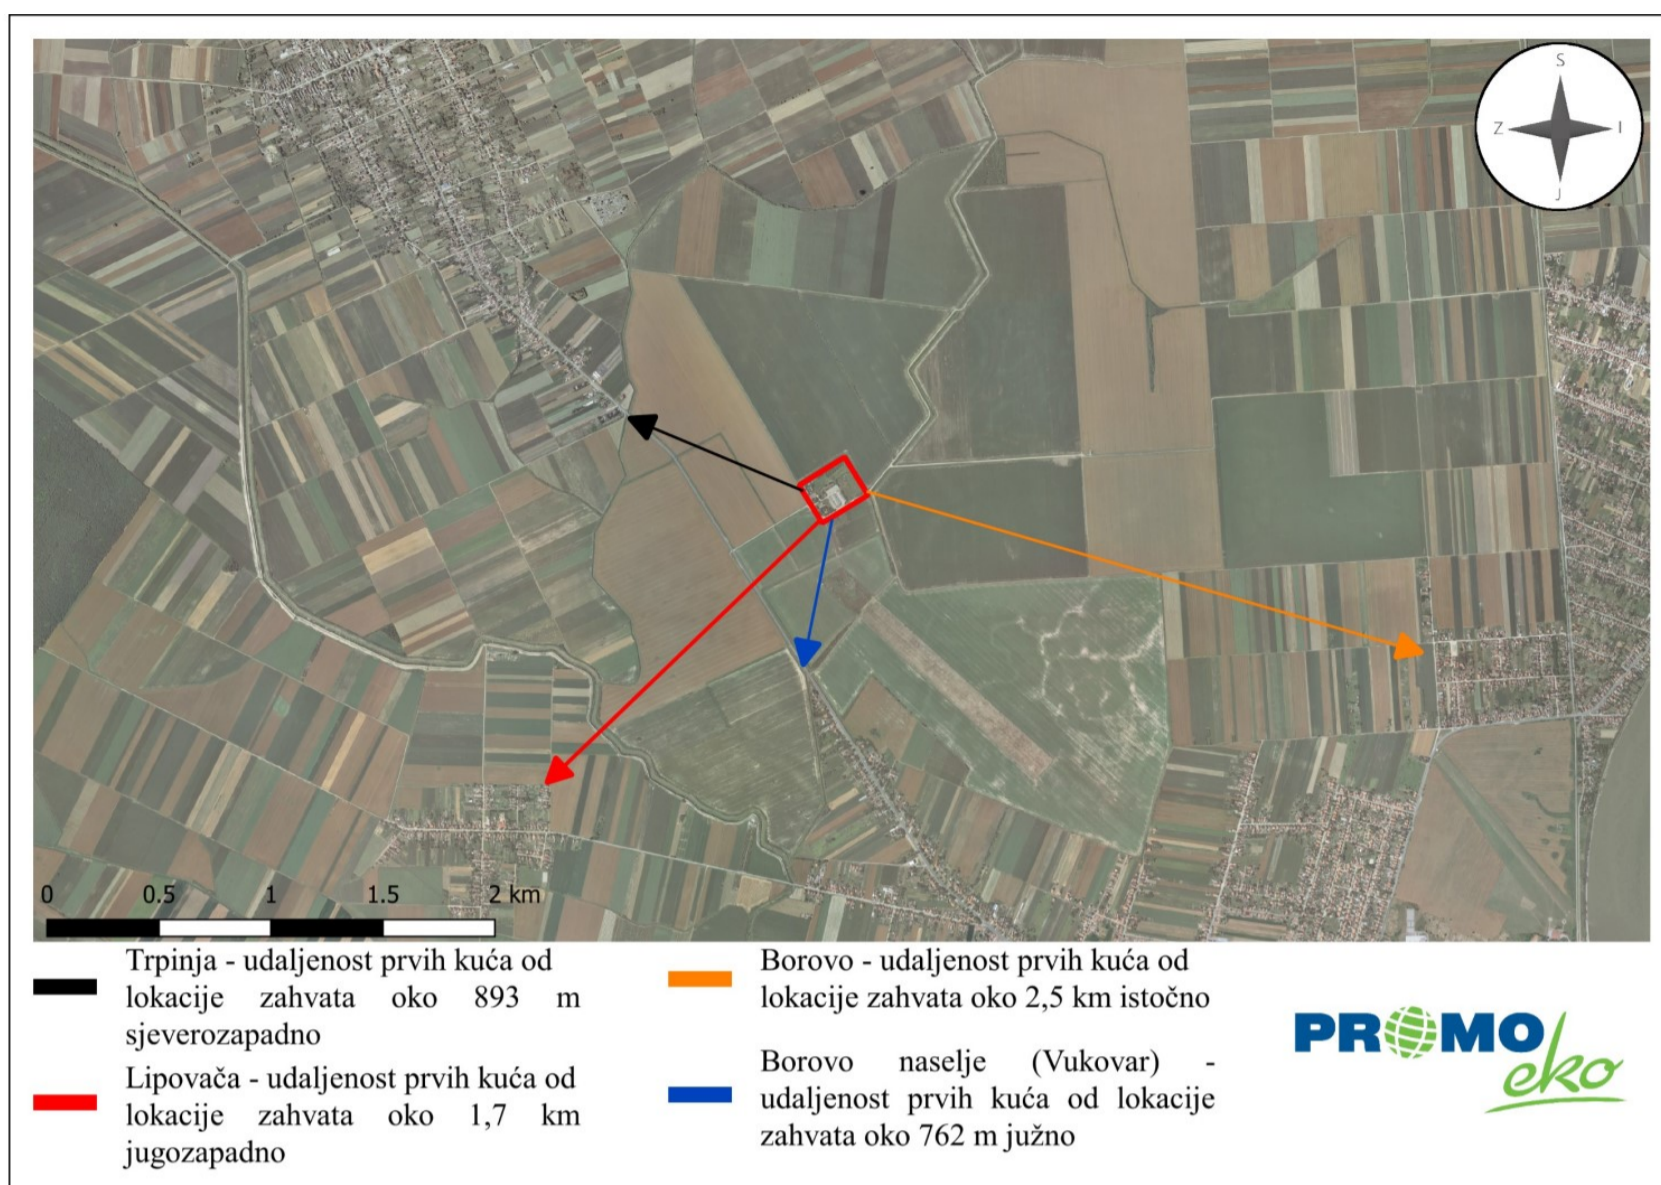 S
Z I
J
0 0.5 1 1.5 2 km
Trpinja - udaljenost prvih kuća od
lokacije zahvata oko 893 m
sjeverozapadno
Lipovača - udaljenost prvih kuća od
lokacije zahvata oko 1,7 km
jugozapadno
Borovo - udaljenost prvih kuća od
lokacije zahvata oko 2,5 km istočno
Borovo naselje (Vukovar) -
udaljenost prvih kuća od lokacije
zahvata oko 762 m južno
PROMO
eko